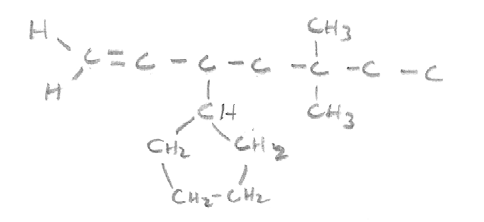 CH3
H
C = C - C - C - C - C - C
H
CH CH3
CH2 CH2
CH2 - CH2